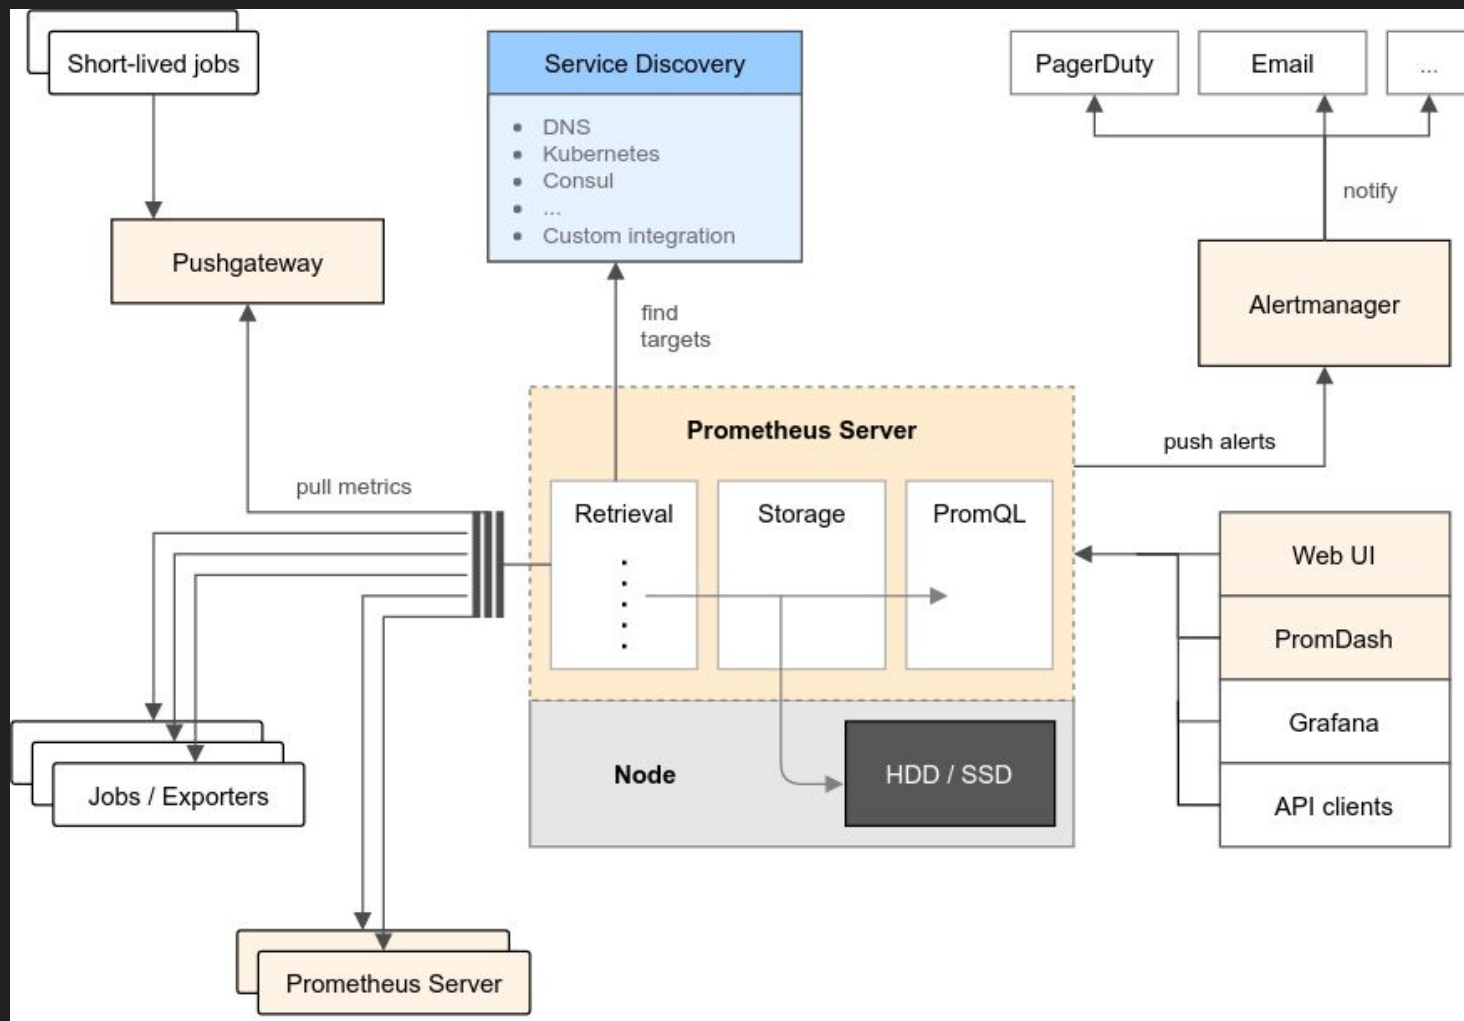 Short-lived jobs
Service Discovery
PagerDuty
Email
...
DNS
Kubernetes
Consul
...
Custom integration
notify
Pushgateway
Alertmanager
find
targets
Prometheus Server
push alerts
pull metrics
Retrieval
Storage
PromQL
Web UI
PromDash
Grafana
API clients
Node
HDD / SSD
Jobs / Exporters
Prometheus Server